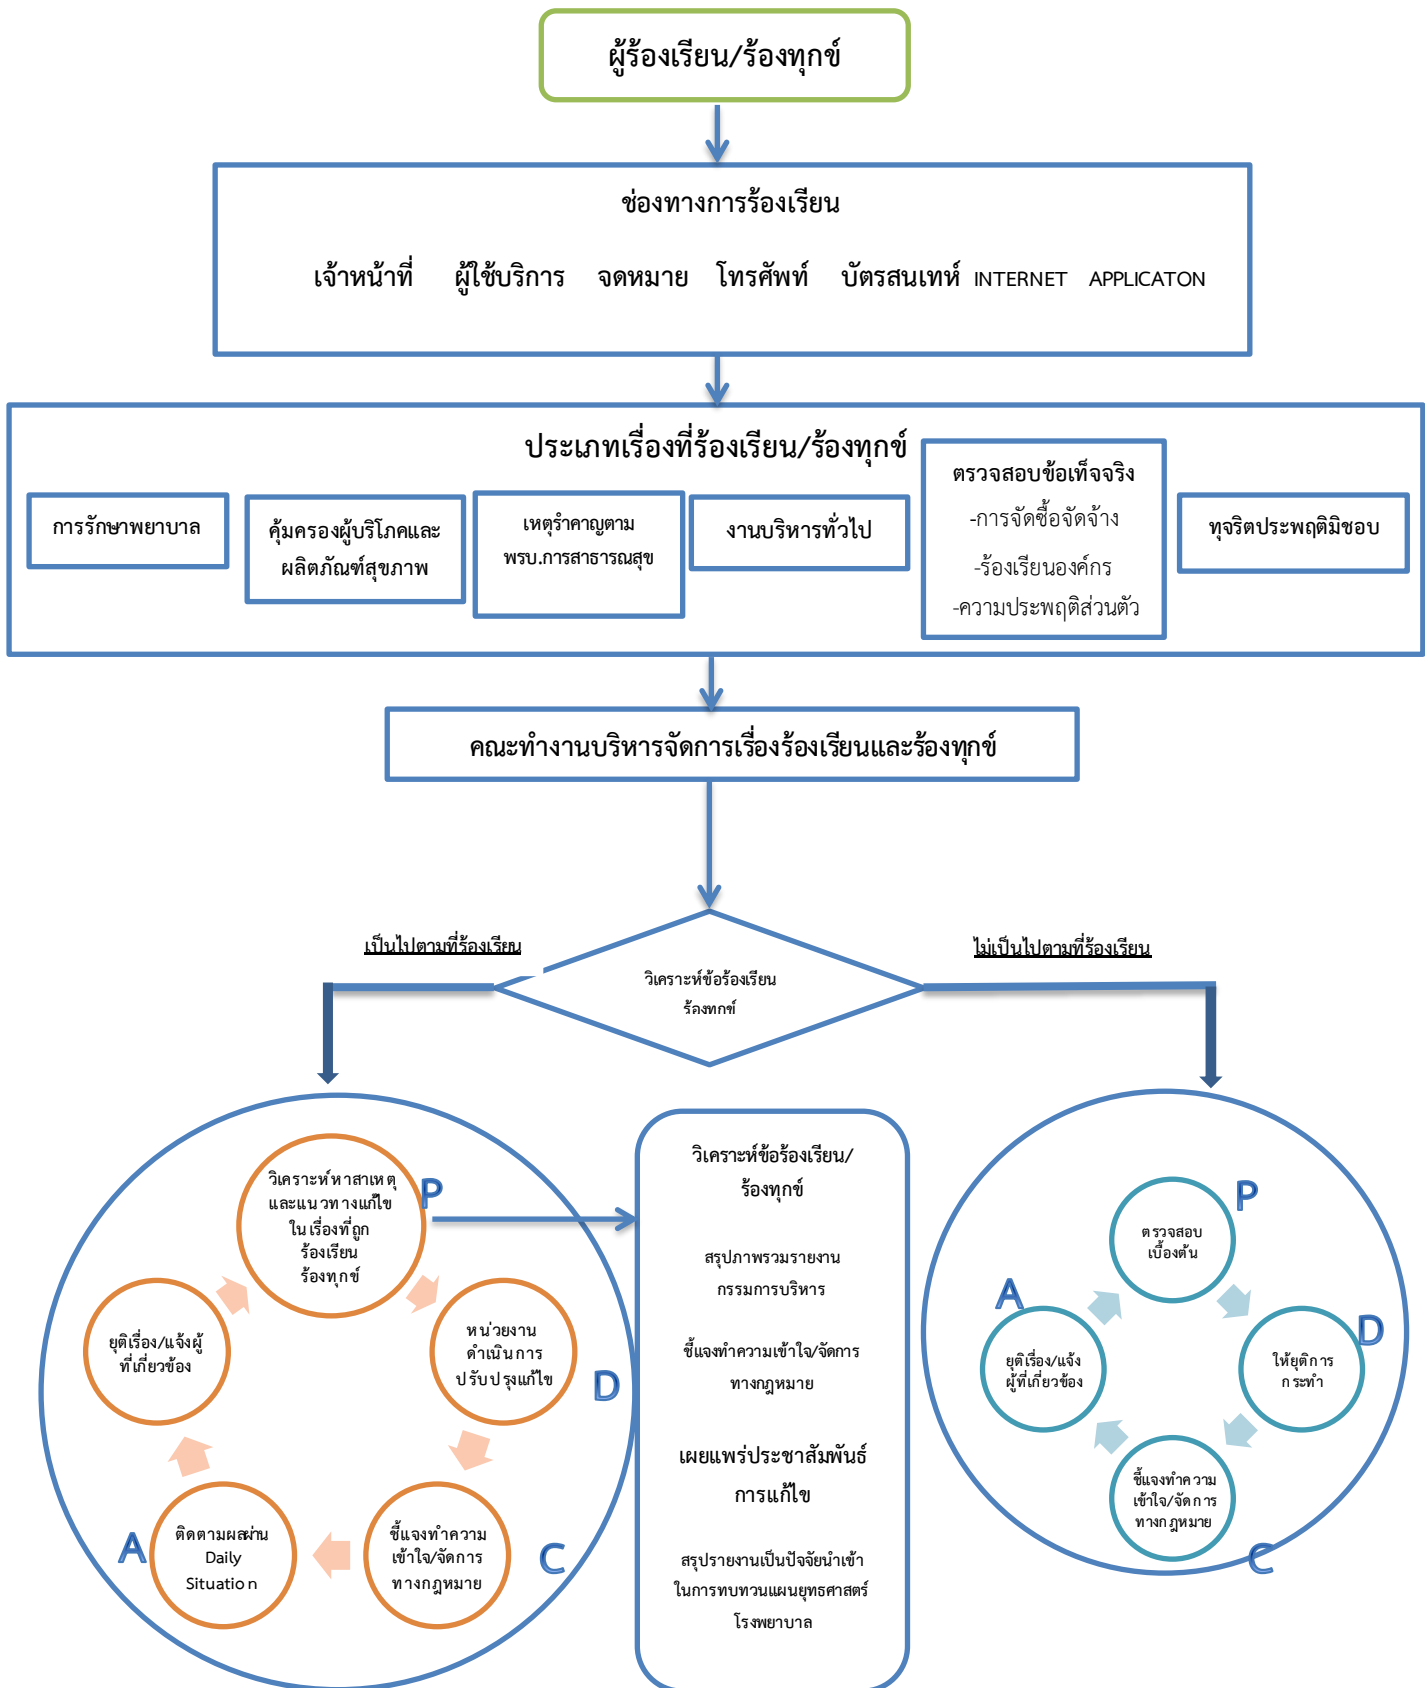 ผู้ร้องเรียน/ร้องทุกข์
ช่องทางการร้องเรียน
เจ้าหน้าที่ ผู้ใช้บริการ จดหมาย โทรศัพท์ บัตรสนเทห์ INTERNET APPLICATON
ประเภทเรื่องที่ร้องเรียน/ร้องทุกข์
การรักษาพยาบาล
คุ้มครองผู้บริโภคและ
ผลิตภัณฑ์สุขภาพ
เหตุรำคาญตาม
พรบ.การสาธารณสุข
งานบริหารทั่วไป
ตรวจสอบข้อเท็จจริง
-การจัดซื้อจัดจ้าง
-ร้องเรียนองค์กร
-ความประพฤติส่วนตัว
ทุจริตประพฤติมิชอบ
คณะทำงานบริหารจัดการเรื่องร้องเรียนและร้องทุกข์
เป็นไปตามที่ร้องเรียน
ไม่เป็นไปตามที่ร้องเรียน
วิเคราะห์ข้อร้องเรียน
ร้องทุกข์
วิเคราะห์หาสาเหตุ
และแนวทางแก้ไข
ในเรื่องที่ถูก
ร้องเรียน
ร้องทุกข์
P
หน่วยงาน
ดำเนินการ
ปรับปรุงแก้ไข
D
ชี้แจงทำความ
เข้าใจ/จัดการ
ทางกฎหมาย
C
ติดตามผลผ่าน
Daily
Situation
A
ยุติเรื่อง/แจ้งผู้
ที่เกี่ยวข้อง
วิเคราะห์ข้อร้องเรียน/
ร้องทุกข์
สรุปภาพรวมรายงาน
กรรมการบริหาร
ชี้แจงทำความเข้าใจ/จัดการ
ทางกฎหมาย
เผยแพร่ประชาสัมพันธ์
การแก้ไข
สรุปรายงานเป็นปัจจัยนำเข้า
ในการทบทวนแผนยุทธศาสตร์
โรงพยาบาล
ตรวจสอบ
เบื้องต้น
P
ให้ยุติการ
กระทำ
D
ชี้แจงทำความ
เข้าใจ/จัดการ
ทางกฎหมาย
C
ยุติเรื่อง/แจ้ง
ผู้ที่เกี่ยวข้อง
A